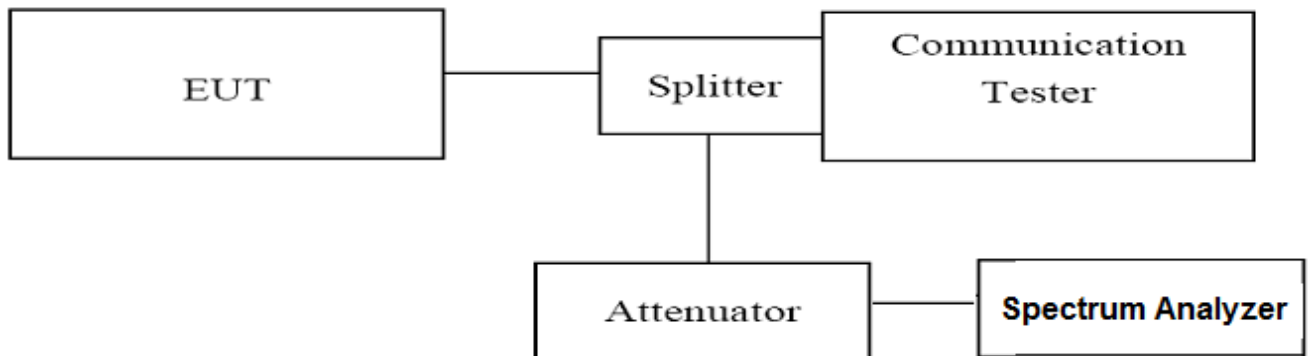 EUT
Splitter
Communication
Tester
Attenuator
Spectrum Analyzer